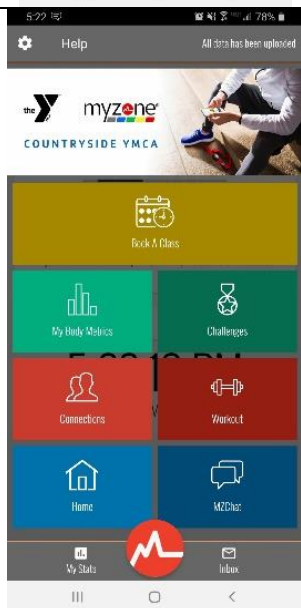 5:22
78%
Help
All data has been uploaded
the Y
myzone
COUNTRYSIDE YMCA
Book A Class
My Body Metrics
Challenges
Connections
Workout
Home
MZChat
My Stats
Inbox